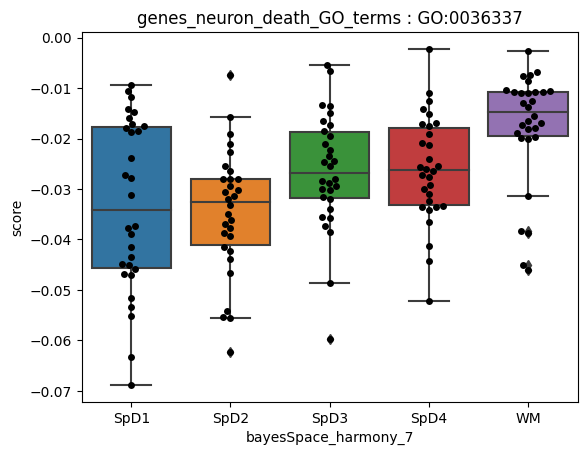 genes_neuron_death_GO_terms : GO:0036337
0.00
−0.01
−0.02
−0.03
−0.04
−0.05
−0.06
−0.07
score
SpD1 SpD2 SpD3 SpD4 WM
bayesSpace_harmony_7